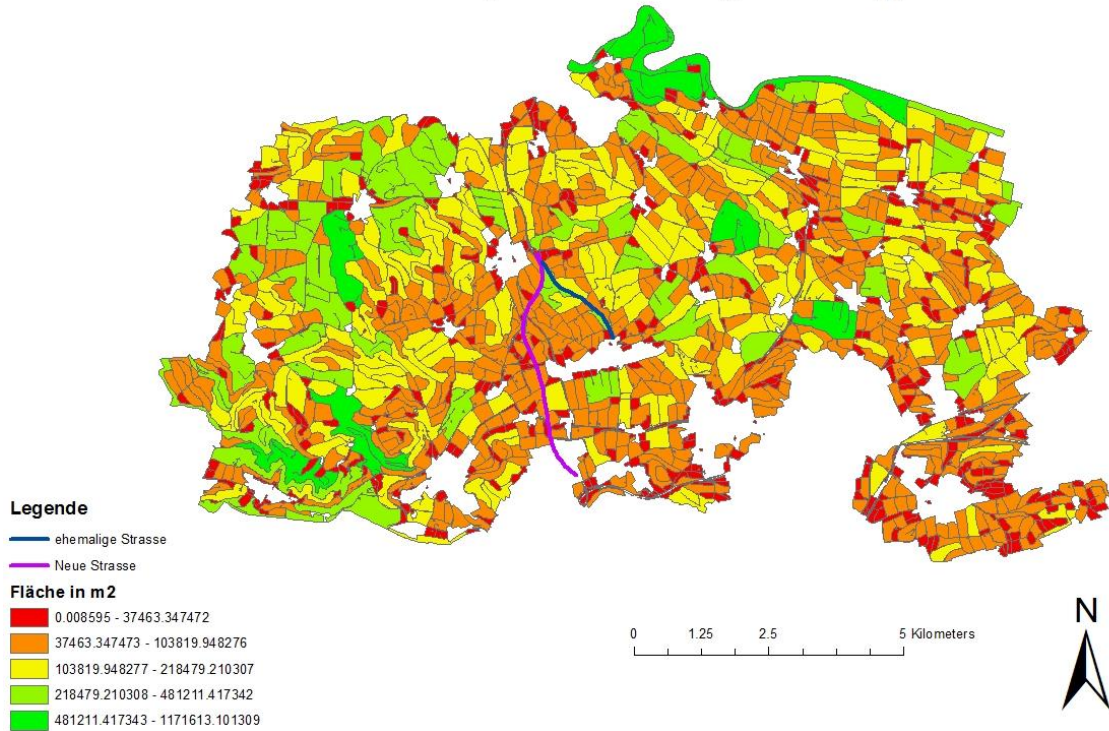 Legende
ehemalige Strasse
Neue Strasse
Fläche in m2
0.008595 - 37463.347472
37463.347473 - 103819.948276
103819.948277 - 218479.210307
218479.210308 - 481211.417342
481211.417343 - 1171613.101309
0 1.25 2.5 5 Kilometers
N